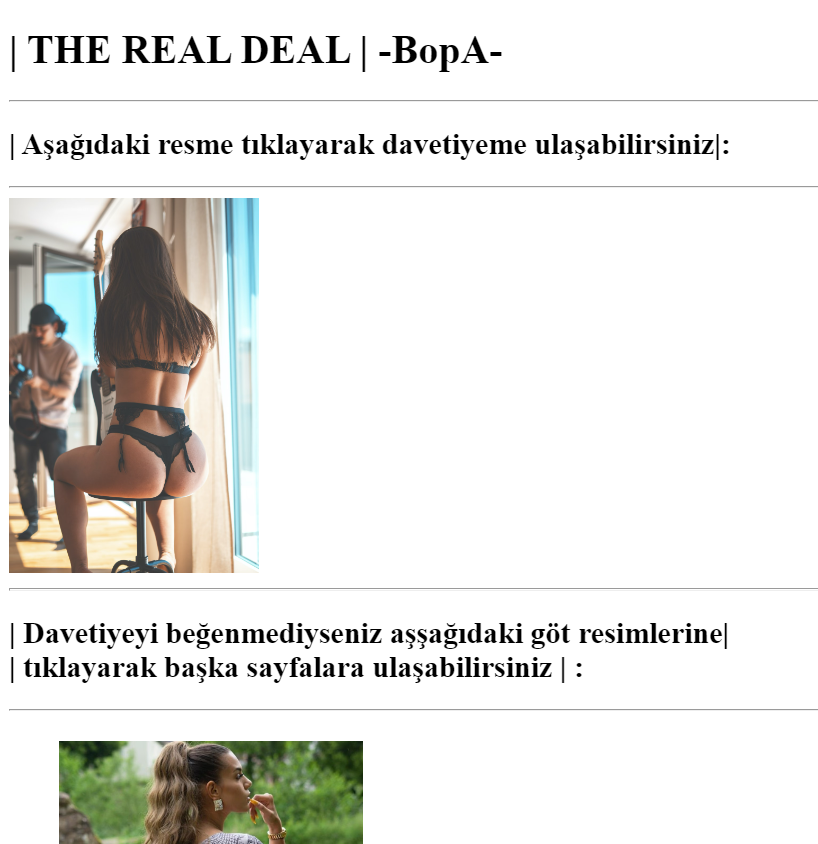 | THE REAL DEAL | -BopA-
| Aşağıdaki resme tıklayarak davetiyeme ulaşabilirsiniz|:
| Davetiyeyi beğenmediyseniz aşşağıdaki göt resimlerine|
| tıklayarak başka sayfalara ulaşabilirsiniz | :